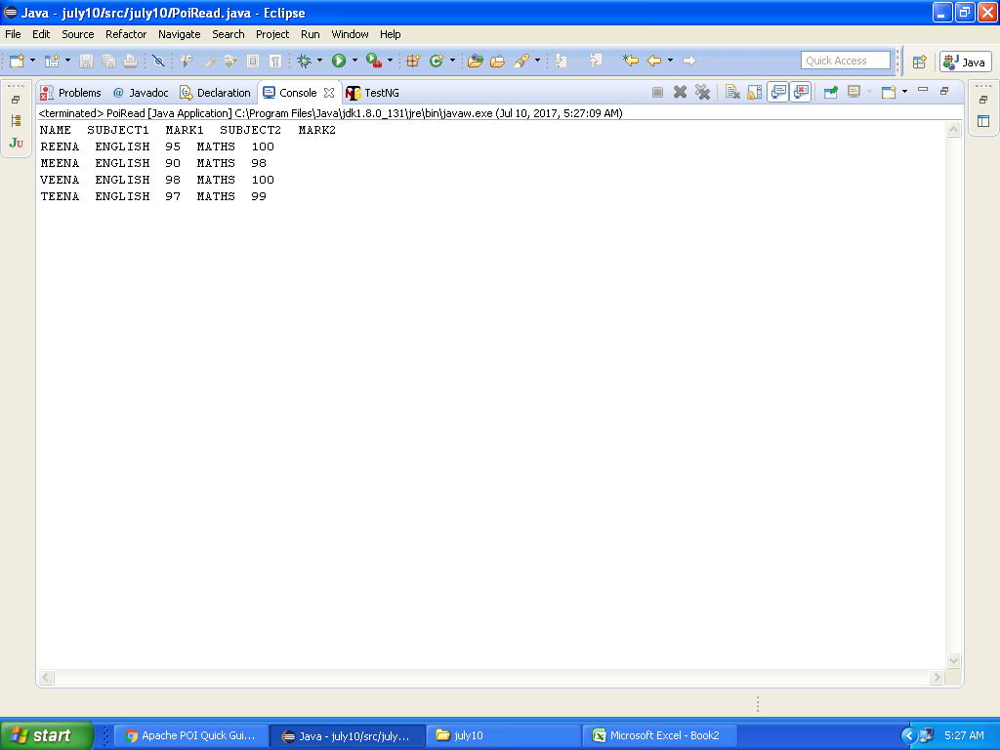 Java - july10/src/july10/PoiRead.java - Eclipse
File Edit Source Refactor Navigate Search Project Run Window Help
Quick Access Java
Problems @ Javadoc Declaration Console TestNG
<terminated> PoiRead [Java Application] C:\Program Files\Java\jdk1.8.0_131\jre\bin\javaw.exe (Jul 10, 2017, 5:27:09 AM)
NAME SUBJECT1 MARK1 SUBJECT2 MARK2
REENA ENGLISH 95 MATHS 100
MEENA ENGLISH 90 MATHS 98
VEENA ENGLISH 98 MATHS 100
TEENA ENGLISH 97 MATHS 99
JU
start Apache POI Quick Gui... Java - july10/src/july... july10 Microsoft Excel - Book2 5:27 AM